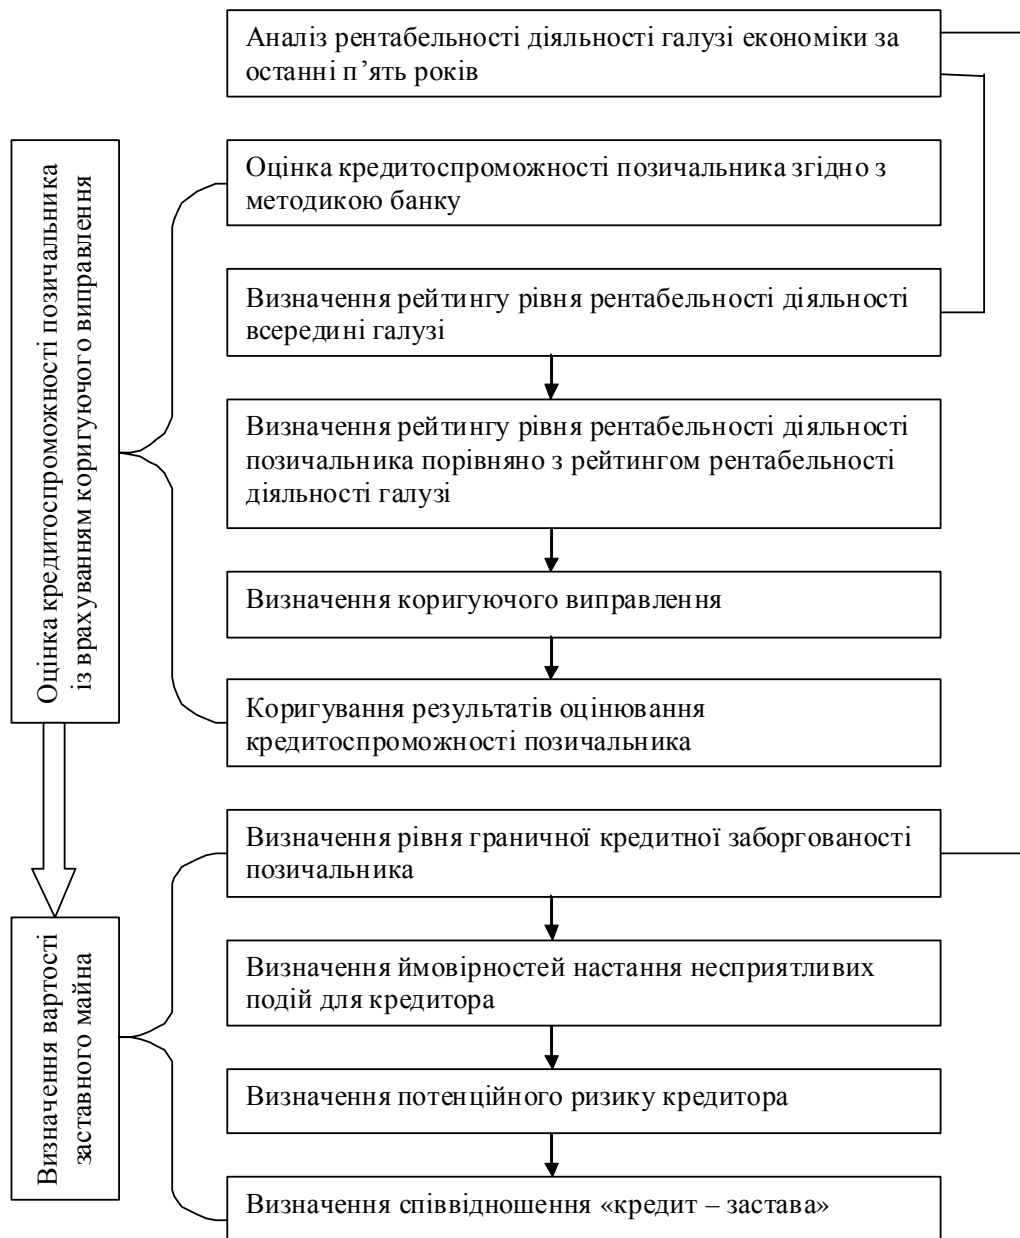 Аналіз рентабельності діяльності галузі економіки за
останні п’ять років
Оцінка кредитоспроможності позичальника
із врахуванням коригуючого виправлення
Оцінка кредитоспроможності позичальника згідно з
методикою банку
Визначення рейтингу рівня рентабельності діяльності
всередині галузі
Визначення рейтингу рівня рентабельності діяльності
позичальника порівняно з рейтингом рентабельності
діяльності галузі
Визначення коригуючого виправлення
Коригування результатів оцінювання
кредитоспроможності позичальника
Визначення вартості
заставного майна
Визначення рівня граничної кредитної заборгованості
позичальника
Визначення ймовірностей настання несприятливих
подій для кредитора
Визначення потенційного ризику кредитора
Визначення співвідношення «кредит – застава»